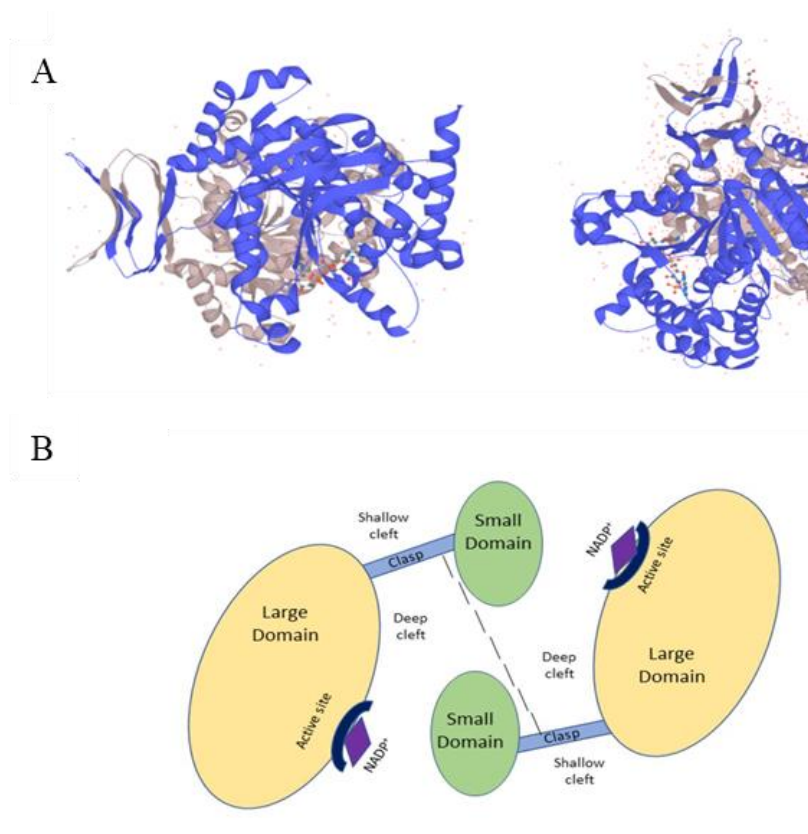 A
B
Shallow
cleft
Clasp
Small
Domain
NADP⁺
Active site
Large
Domain
Deep
cleft
Deep
cleft
Large
Domain
Active site
NADP⁺
Small
Domain
Clasp
Shallow
cleft